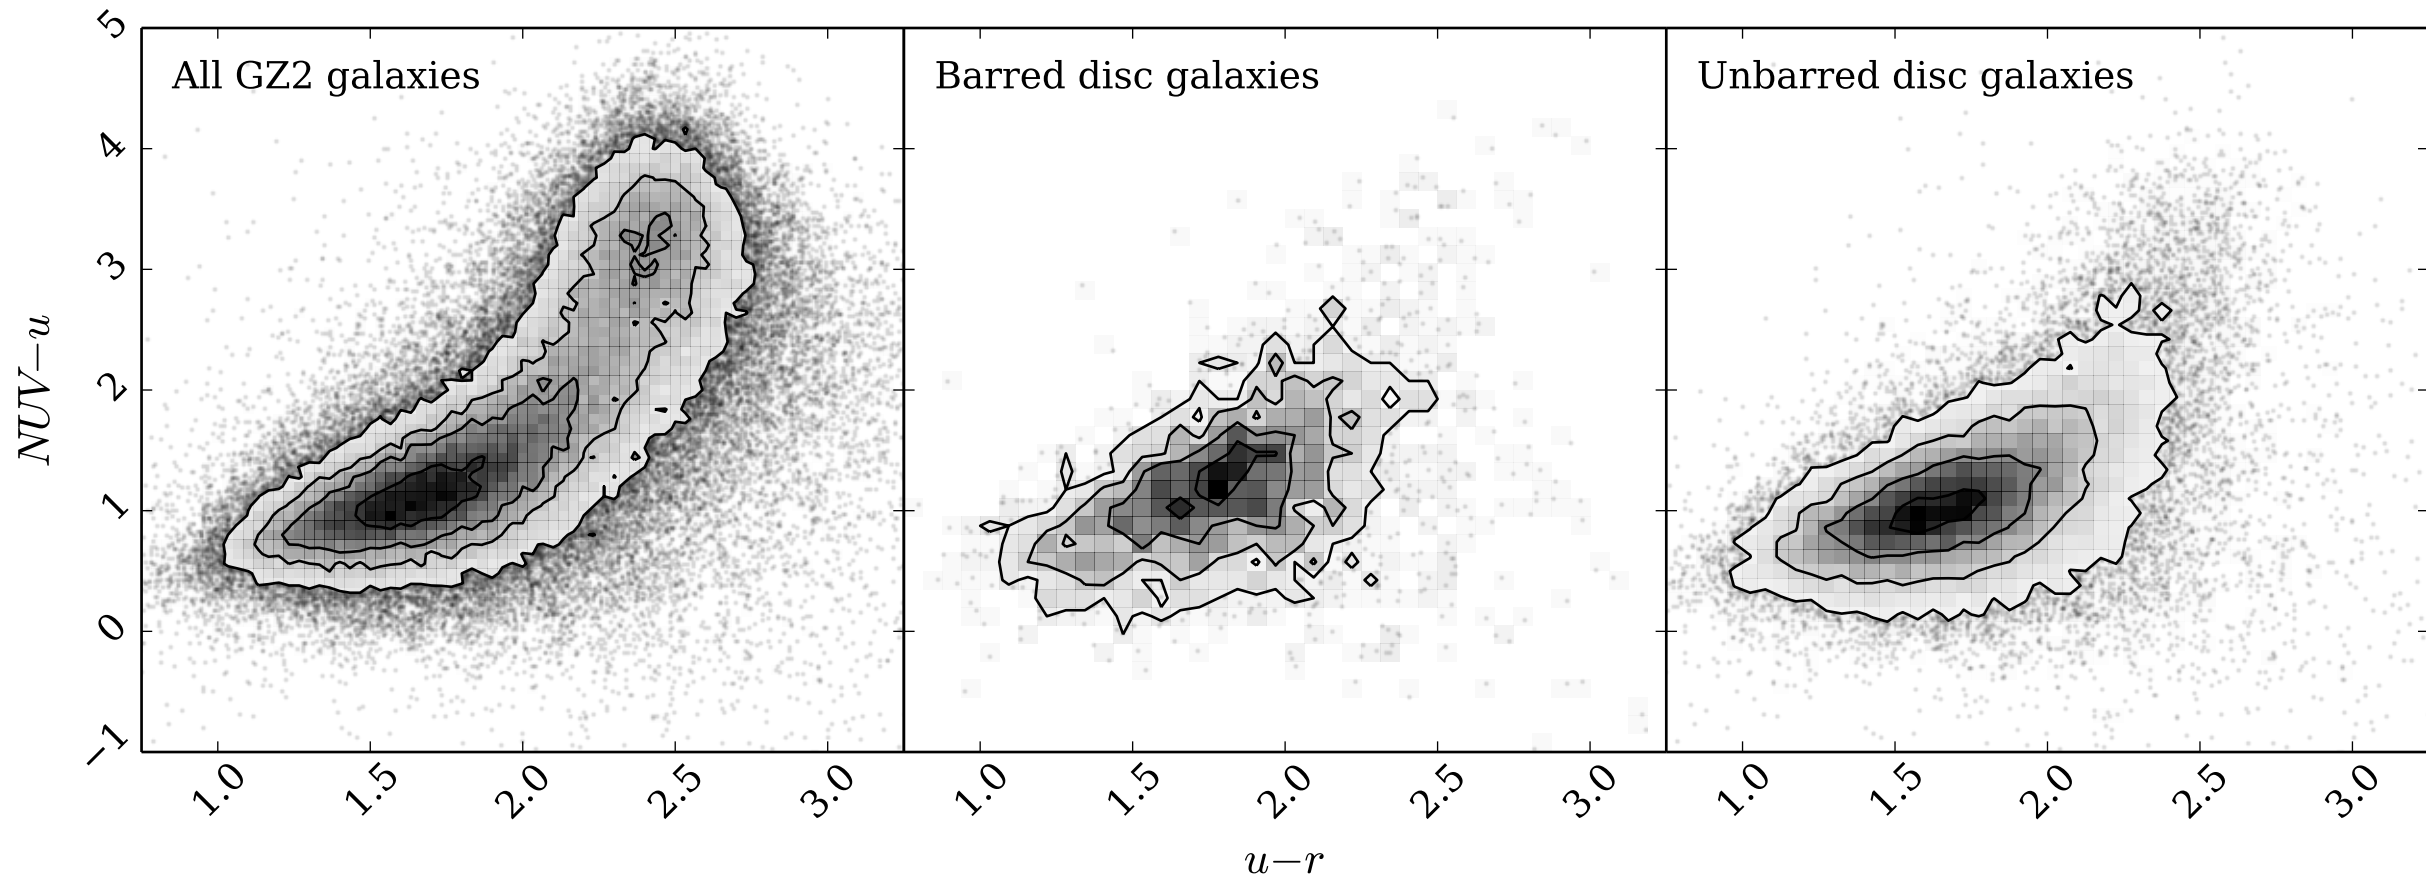 All GZ2 galaxies
Barred disc galaxies
Unbarred disc galaxies
NUV−u
5
4
3
2
1
0
−1
1.0 1.5 2.0 2.5 3.0
1.0 1.5 2.0 2.5 3.0
1.0 1.5 2.0 2.5 3.0
u−r